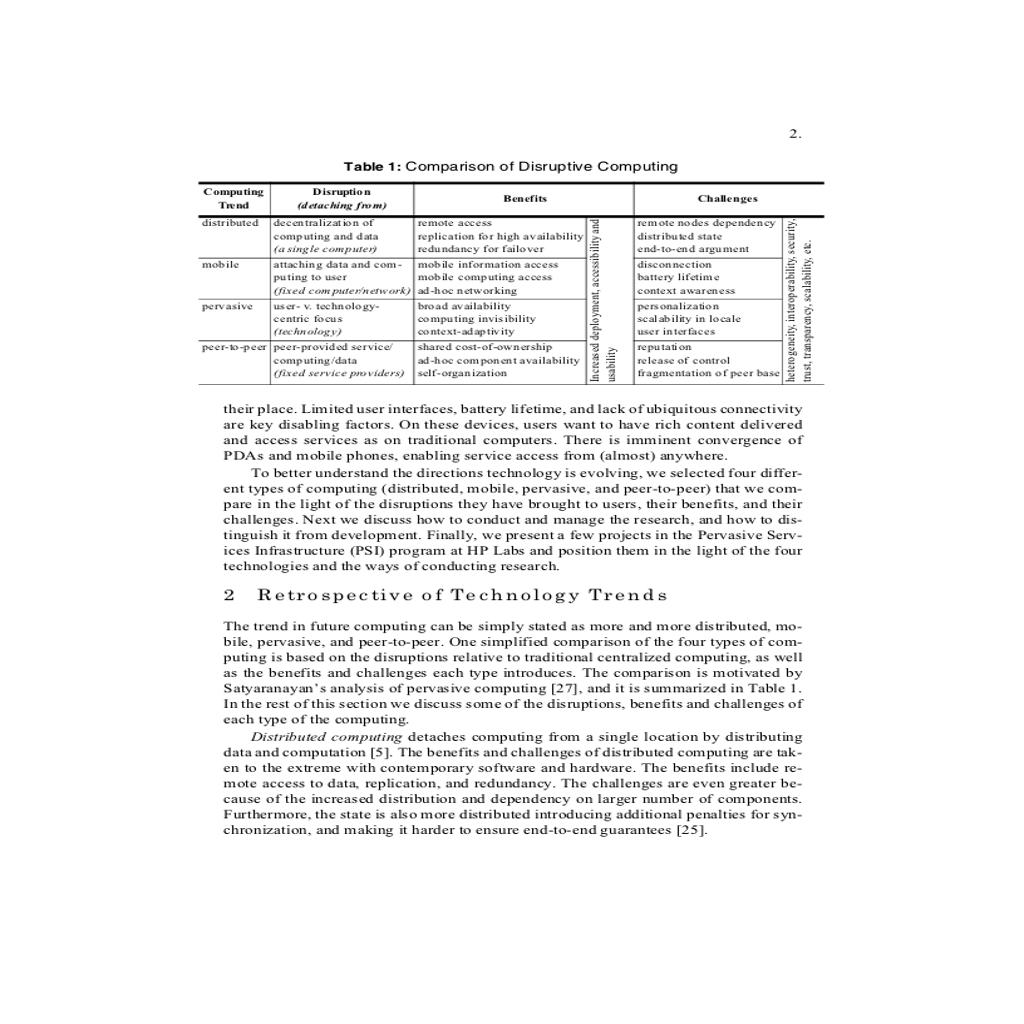 2.
Table 1: Comparison of Disruptive Computing
Computing Trend | Disruption (detaching from) | Benefits | Challenges
distributed | decentralization of computing and data (a single computer) | remote access replication for high availability redundancy for failover | remote nodes dependency distributed state end-to-end argument
mobile | attaching data and com-puting to user (fixed computer/network) | mobile information access mobile computing access ad-hoc networking | disconnection battery lifetime context awareness
pervasive | user- v. technology-centric focus (technology) | broad availability computing invisibility context-adaptivity | personalization scalability in locale user interfaces
peer-to-peer | peer-provided service/computing/data (fixed service providers) | shared cost-of-ownership ad-hoc component availability self-organization | reputation release of control fragmentation of peer base
Increased deployment, accessibility and
usability
heterogeneity, interoperability, security,
trust, transparency, scalability, etc.
their place. Limited user interfaces, battery lifetime, and lack of ubiquitous connectivity
are key disabling factors. On these devices, users want to have rich content delivered
and access services as on traditional computers. There is imminent convergence of
PDAs and mobile phones, enabling service access from (almost) anywhere.
To better understand the directions technology is evolving, we selected four differ-
ent types of computing (distributed, mobile, pervasive, and peer-to-peer) that we com-
pare in the light of the disruptions they have brought to users, their benefits, and their
challenges. Next we discuss how to conduct and manage the research, and how to dis-
tinguish it from development. Finally, we present a few projects in the Pervasive Serv-
ices Infrastructure (PSI) program at HP Labs and position them in the light of the four
technologies and the ways of conducting research.
2 Retrospective of Technology Trends
The trend in future computing can be simply stated as more and more distributed, mo-
bile, pervasive, and peer-to-peer. One simplified comparison of the four types of com-
puting is based on the disruptions relative to traditional centralized computing, as well
as the benefits and challenges each type introduces. The comparison is motivated by
Satyaranayan's analysis of pervasive computing [27], and it is summarized in Table 1.
In the rest of this section we discuss some of the disruptions, benefits and challenges of
each type of the computing.
Distributed computing detaches computing from a single location by distributing
data and computation [5]. The benefits and challenges of distributed computing are tak-
en to the extreme with contemporary software and hardware. The benefits include re-
mote access to data, replication, and redundancy. The challenges are even greater be-
cause of the increased distribution and dependency on larger number of components.
Furthermore, the state is also more distributed introducing additional penalties for syn-
chronization, and making it harder to ensure end-to-end guarantees [25].